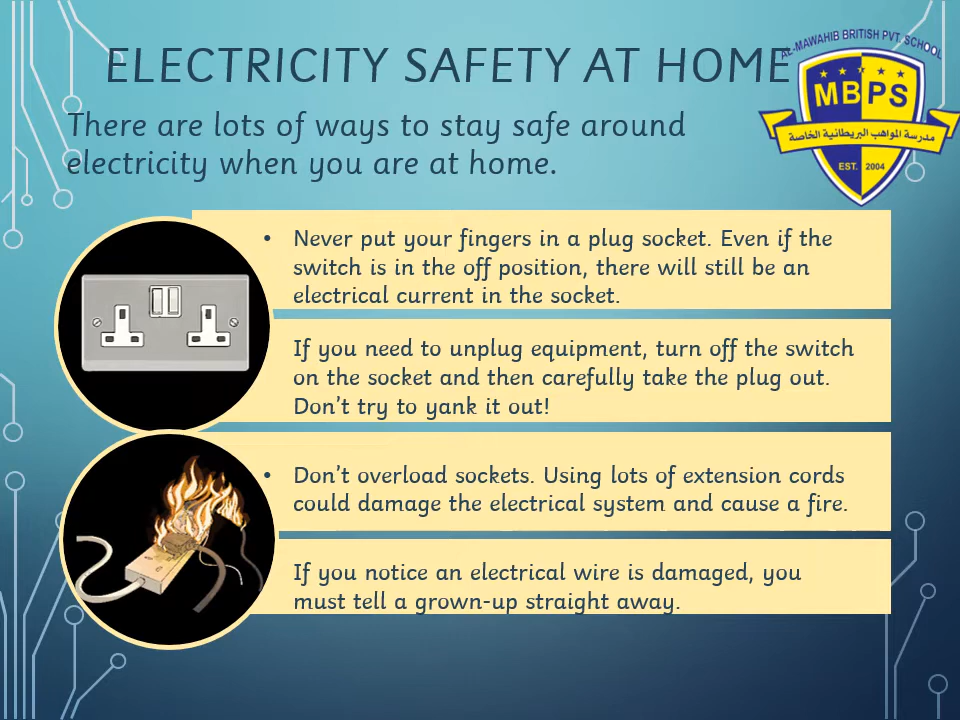 ELECTRICITY SAFETY AT HOME
AL-MAWAHIB BRITISH PVT. SCHOOL
MBPS
مدرسة المواهب البريطانية الخاصة
EST. 2004
There are lots of ways to stay safe around
electricity when you are at home.
• Never put your fingers in a plug socket. Even if the
switch is in the off position, there will still be an
electrical current in the socket.
If you need to unplug equipment, turn off the switch
on the socket and then carefully take the plug out.
Don't try to yank it out!
• Don't overload sockets. Using lots of extension cords
could damage the electrical system and cause a fire.
If you notice an electrical wire is damaged, you
must tell a grown-up straight away.